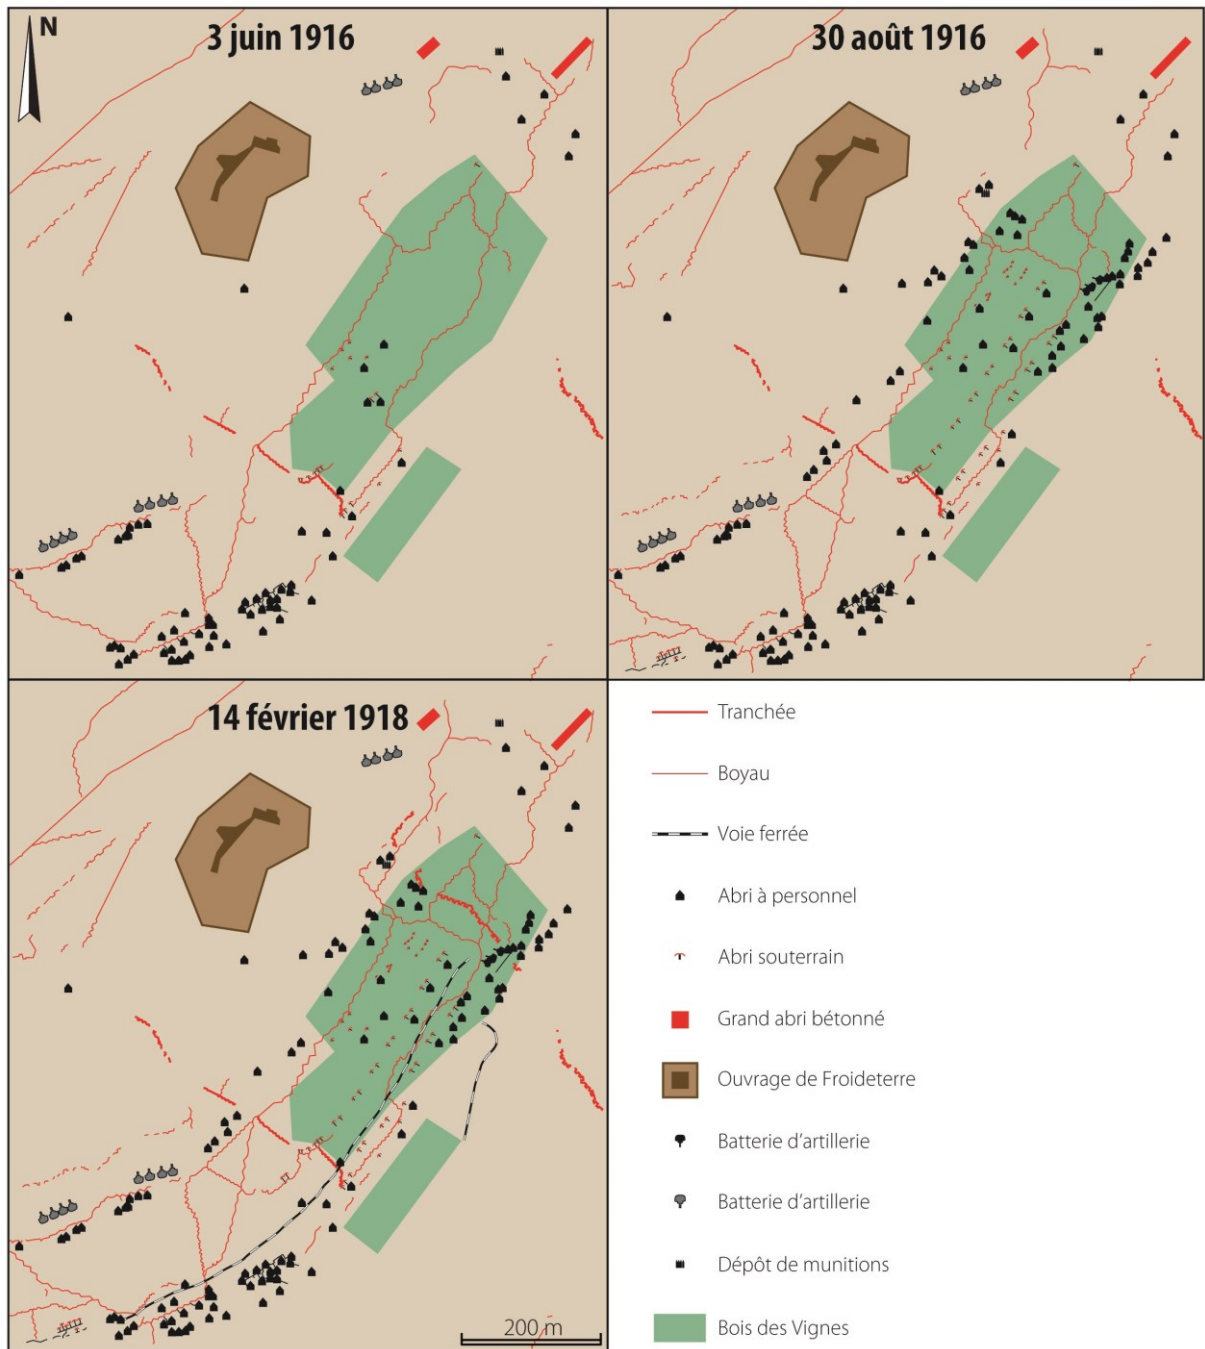 N
3 juin 1916
30 août 1916
14 février 1918
200 m
Tranchée
Boyau
Voie ferrée
Abri à personnel
Abri souterrain
Grand abri bétonné
Ouvrage de Froideterre
Batterie d'artillerie
Batterie d'artillerie
Dépôt de munitions
Bois des Vignes